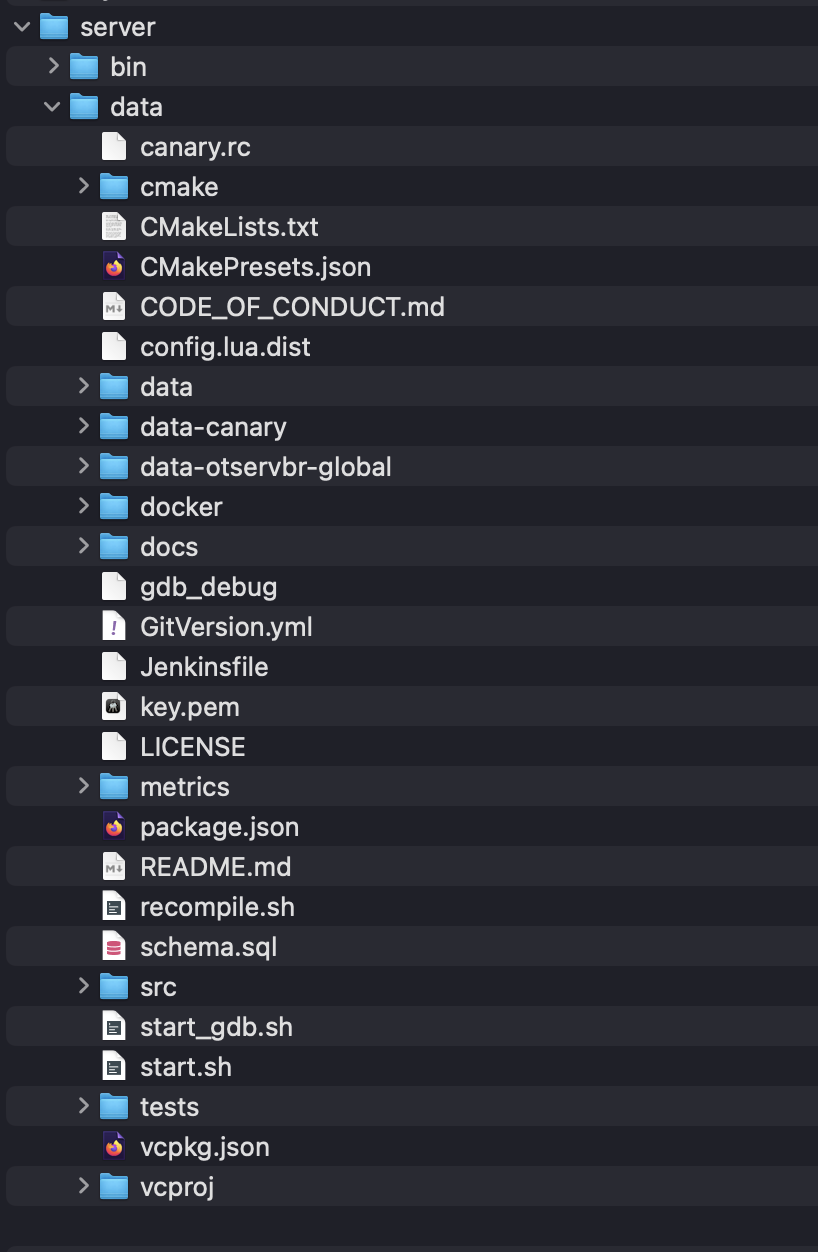 server
bin
data
canary.rc
cmake
CMakeLists.txt
CMakePresets.json
CODE_OF_CONDUCT.md
config.lua.dist
data
data-canary
data-otservbr-global
docker
docs
gdb_debug
GitVersion.yml
Jenkinsfile
key.pem
LICENSE
metrics
package.json
README.md
recompile.sh
schema.sql
src
start_gdb.sh
start.sh
tests
vcpkg.json
vcproj